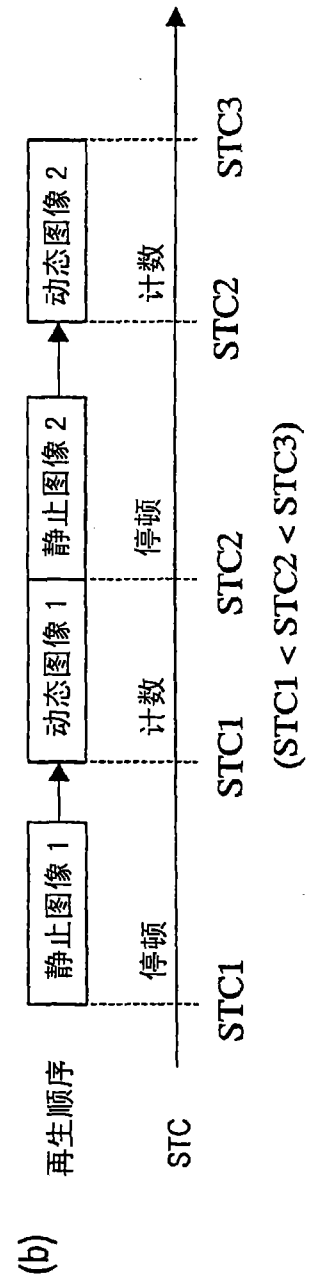 (b)
再生顺序
静止图像 1
动态图像 1
静止图像 2
动态图像 2
STC
停顿
计数
停顿
计数
STC1
STC1
STC2
STC2
STC3
(STC1 < STC2 < STC3)